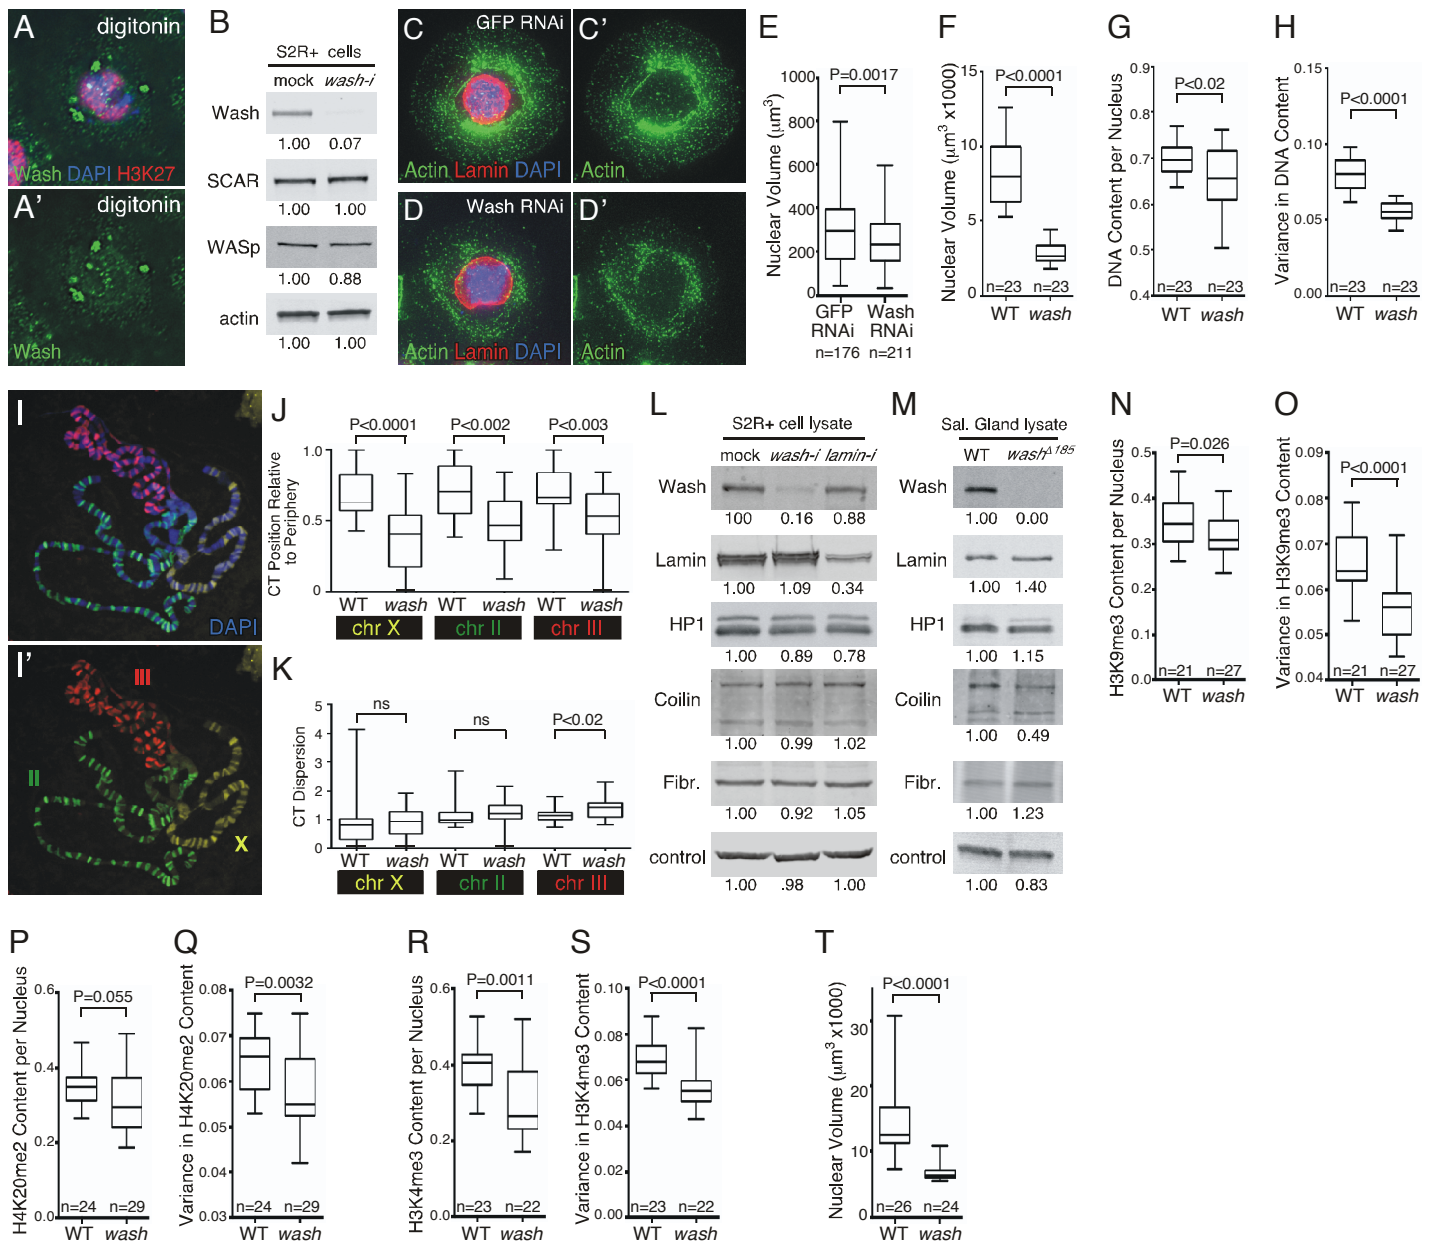 A
digitonin
Wash DAPI H3K27
A'
digitonin
Wash
B
S2R+ cells
mock wash-i
Wash
1.00 0.07
SCAR
1.00 1.00
WASp
1.00 0.88
actin
1.00 1.00
C
GFP RNAi
Actin Lamin DAPI
C'
Actin
D
Wash RNAi
Actin Lamin DAPI
D'
Actin
E
P=0.0017
Nuclear Volume (μm³)
1000
800
600
400
200
0
GFP RNAi
Wash RNAi
n=176 n=211
F
P<0.0001
Nuclear Volume (μm³ x1000)
15
10
5
0
n=23 n=23
WT wash
G
P<0.02
DNA Content per Nucleus
0.9
0.8
0.7
0.6
0.5
0.4
n=23 n=23
WT wash
H
P<0.0001
Variance in DNA Content
0.15
0.10
0.05
0.00
n=23 n=23
WT wash
I
DAPI
I'
III
II
X
J
P<0.0001 P<0.002 P<0.003
CT Position Relative
to Periphery
1.0
0.5
0
WT wash WT wash WT wash
chr X chr II chr III
K
ns ns P<0.02
CT Dispersion
5
4
3
2
1
0
WT wash WT wash WT wash
chr X chr II chr III
L
S2R+ cell lysate
mock wash-i lamin-i
Wash
100 0.16 0.88
Lamin
1.00 1.09 0.34
HP1
1.00 0.89 0.78
Coilin
1.00 0.99 1.02
Fibr.
1.00 0.92 1.05
control
1.00 .98 1.00
M
Sal. Gland lysate
WT washΔ185
Wash
1.00 0.00
Lamin
1.00 1.40
HP1
1.00 1.15
Coilin
1.00 0.49
Fibr.
1.00 1.23
control
1.00 0.83
N
P=0.026
H3K9me3 Content per Nucleus
0.5
0.4
0.3
0.2
0.1
0.0
n=21 n=27
WT wash
O
P<0.0001
Variance in H3K9me3 Content
0.09
0.08
0.07
0.06
0.05
0.04
n=21 n=27
WT wash
P
P=0.055
H4K20me2 Content per Nucleus
0.6
0.4
0.2
0.0
n=24 n=29
WT wash
Q
P=0.0032
Variance in H4K20me2 Content
0.08
0.07
0.06
0.05
0.04
0.03
n=24 n=29
WT wash
R
P=0.0011
H3K4me3 Content per Nucleus
0.6
0.4
0.2
0.0
n=23 n=22
WT wash
S
P<0.0001
Variance in H3K4me3 Content
0.10
0.08
0.06
0.04
0.02
0.00
n=23 n=22
WT wash
T
P<0.0001
Nuclear Volume (μm³ x1000)
30
20
10
0
n=26 n=24
WT wash